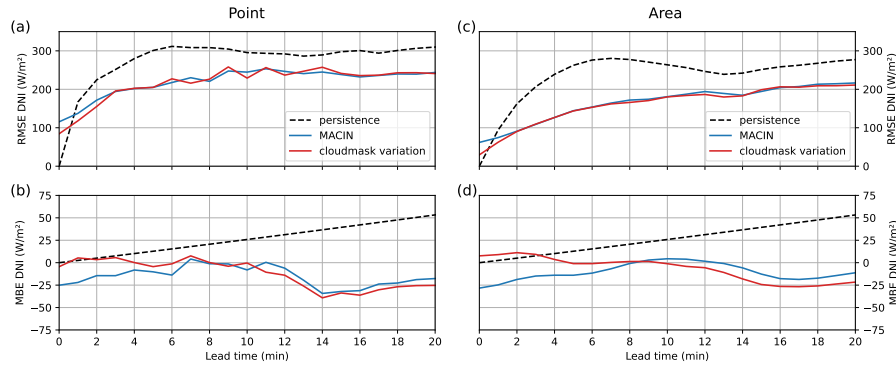 Point
Area
(a)
RMSE DNI (W/m²)
300
200
100
0
persistence
MACIN
cloudmask variation
(c)
persistence
MACIN
cloudmask variation
300
200
100
0
RMSE DNI (W/m²)
(b)
MBE DNI (W/m²)
75
50
25
0
−25
−50
−75
0 2 4 6 8 10 12 14 16 18 20
Lead time (min)
(d)
75
50
25
0
−25
−50
−75
MBE DNI (W/m²)
0 2 4 6 8 10 12 14 16 18 20
Lead time (min)